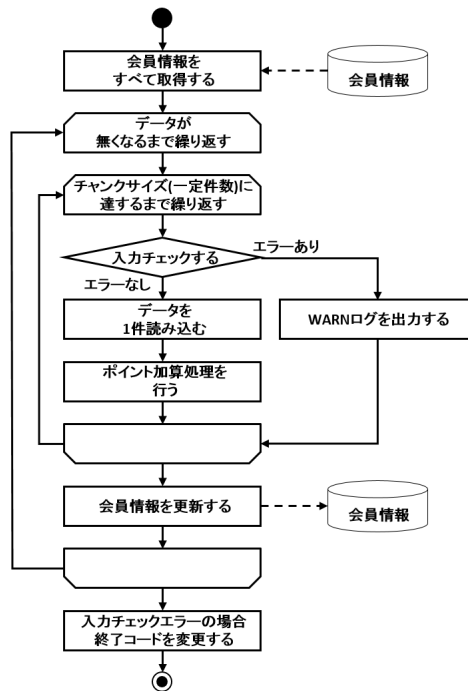 会員情報を
すべて取得する
会員情報
データが
無くなるまで繰り返す
チャンクサイズ(一定件数)に
達するまで繰り返す
入力チェックする
エラーあり
エラーなし
データを
1件読み込む
WARNログを出力する
ポイント加算処理を
行う
会員情報を更新する
会員情報
入力チェックエラーの場合
終了コードを変更する